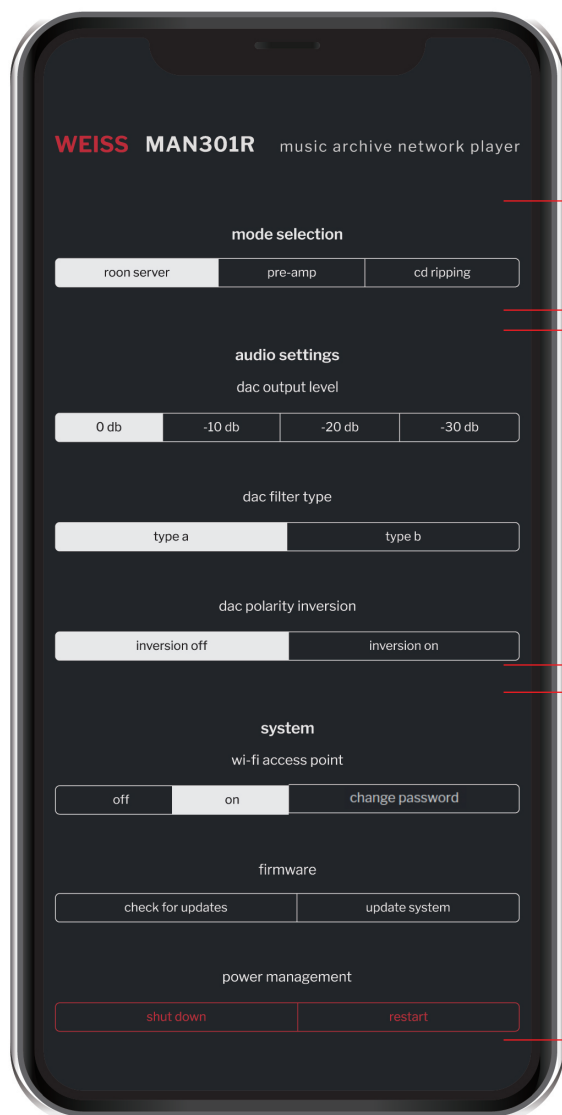 WEISS MAN301R music archive network player
mode selection
roon server pre-amp cd ripping
audio settings
dac output level
0 db -10 db -20 db -30 db
dac filter type
type a type b
dac polarity inversion
inversion off inversion on
system
wi-fi access point
off on change password
firmware
check for updates update system
power management
shut down restart